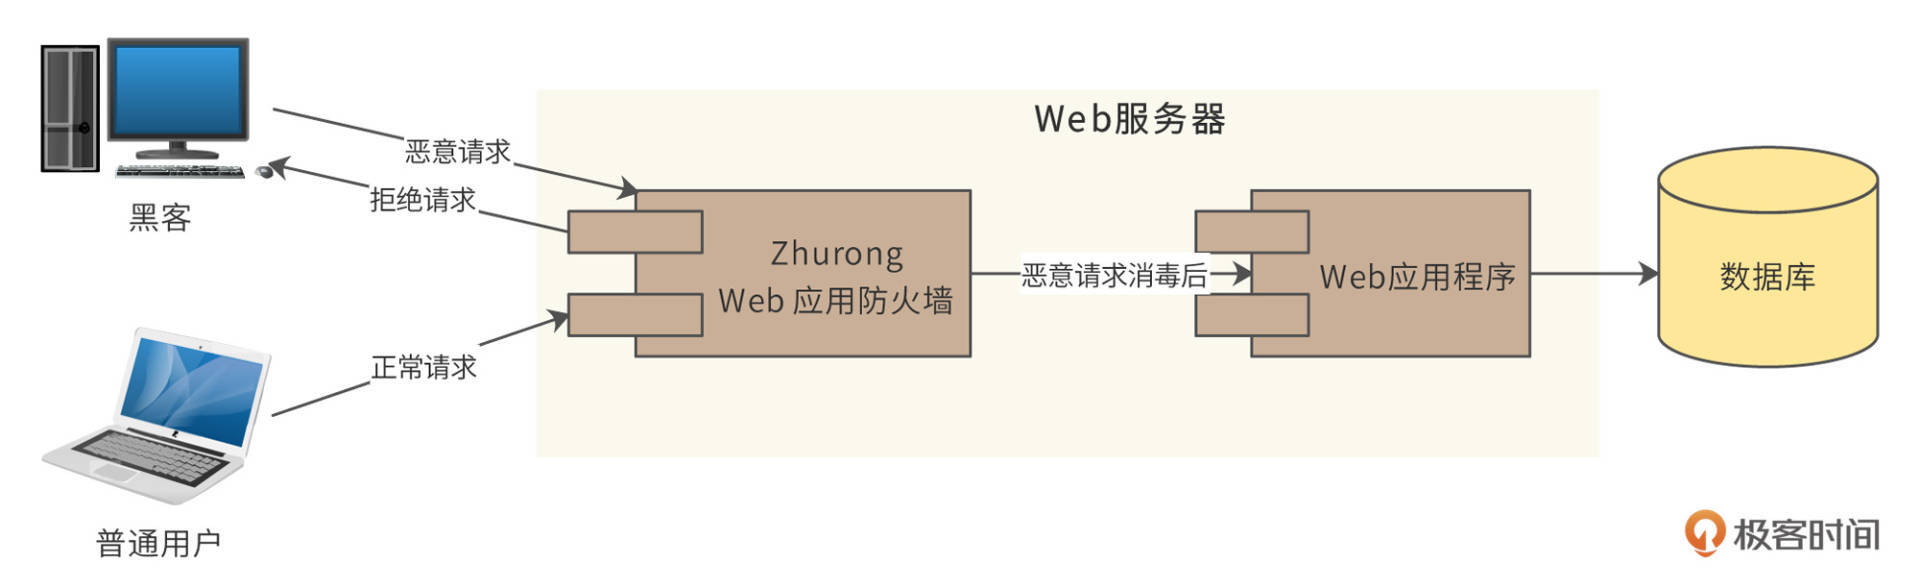 Web服务器
恶意请求
拒绝请求
黑客
Zhurong
Web 应用防火墙
恶意请求消毒后
Web应用程序
数据库
正常请求
普通用户
极客时间